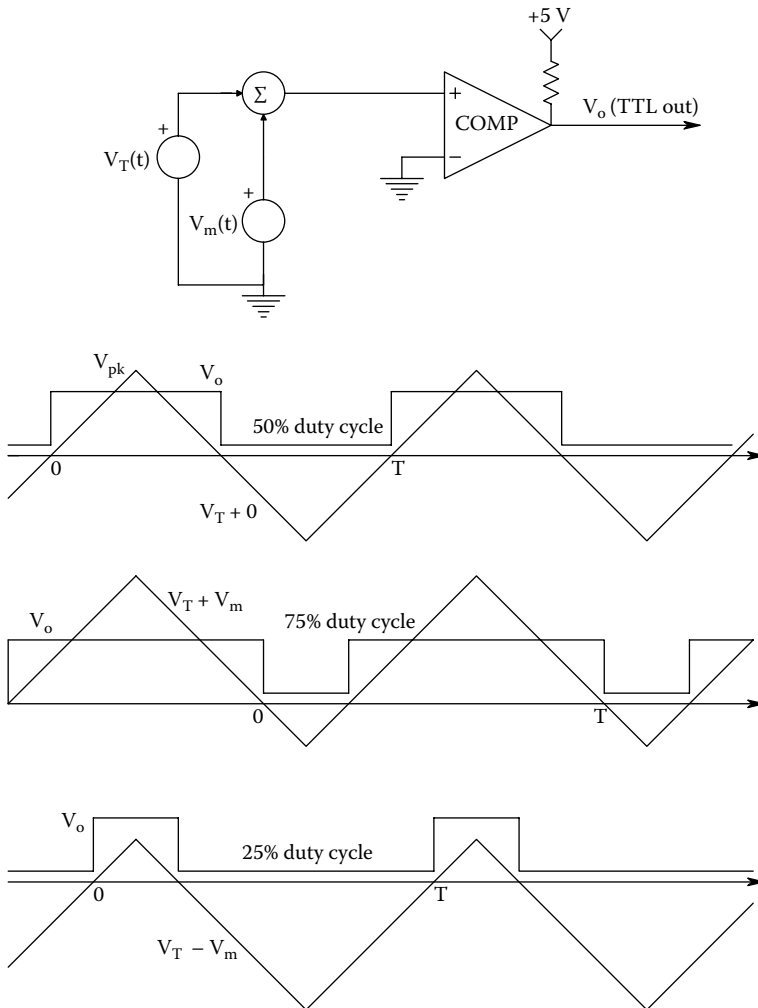 +5 V
Σ
+
COMP
−
V_o (TTL out)
+
V_T(t)
+
V_m(t)
V_pk
V_o
50% duty cycle
0
T
V_T + 0
V_T + V_m
V_o
75% duty cycle
0
T
V_o
25% duty cycle
0
T
V_T − V_m